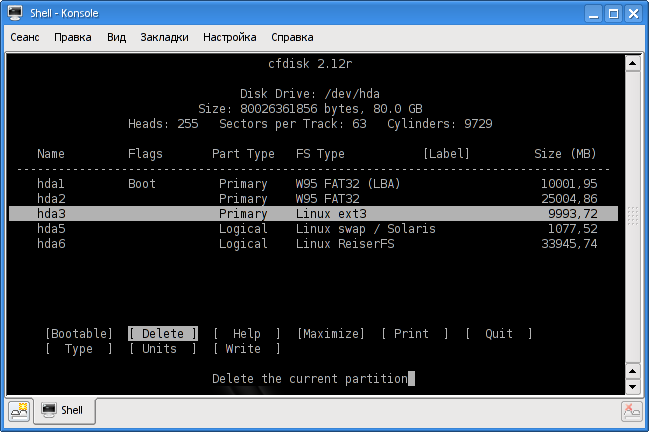 Shell - Konsole
Сеанс Правка Вид Закладки Настройка Справка
cfdisk 2.12r
Disk Drive: /dev/hda
Size: 80026361856 bytes, 80.0 GB
Heads: 255 Sectors per Track: 63 Cylinders: 9729
Name Flags Part Type FS Type [Label] Size (MB)
hda1 Boot Primary W95 FAT32 (LBA) 10001,95
hda2 Primary W95 FAT32 25004,86
hda3 Primary Linux ext3 9993,72
hda5 Logical Linux swap / Solaris 1077,52
hda6 Logical Linux ReiserFS 33945,74
[Bootable] [ Delete ] [ Help ] [Maximize] [ Print ] [ Quit ]
[ Type ] [ Units ] [ Write ]
Delete the current partition
Shell